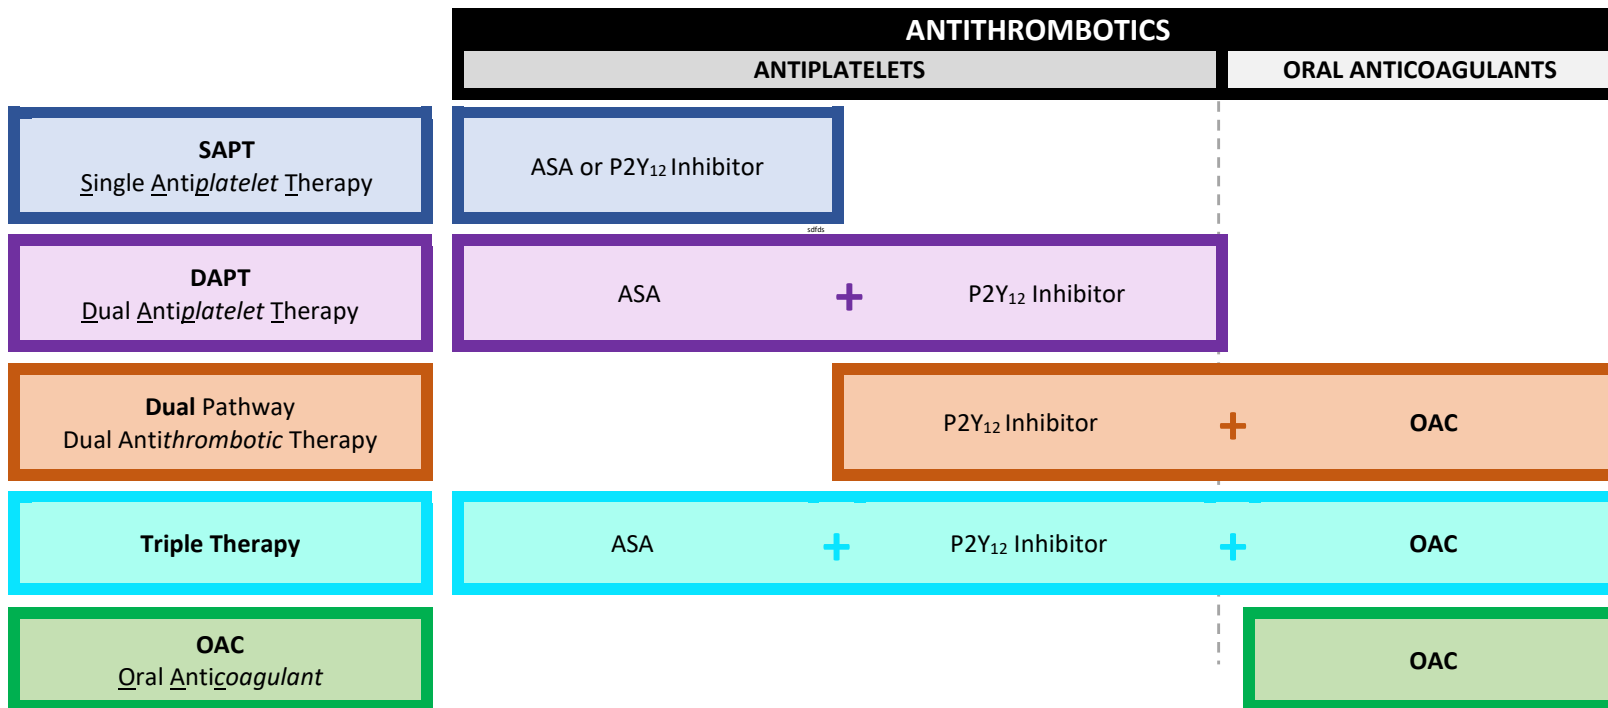 ANTITHROMBOTICS
ANTIPLATELETS
ORAL ANTICOAGULANTS
SAPT
Single Antiplatelet Therapy
ASA or P2Y₁₂ Inhibitor
sdfds
DAPT
Dual Antiplatelet Therapy
ASA + P2Y₁₂ Inhibitor
Dual Pathway
Dual Antithrombotic Therapy
P2Y₁₂ Inhibitor + OAC
Triple Therapy
ASA + P2Y₁₂ Inhibitor + OAC
OAC
Oral Anticoagulant
OAC